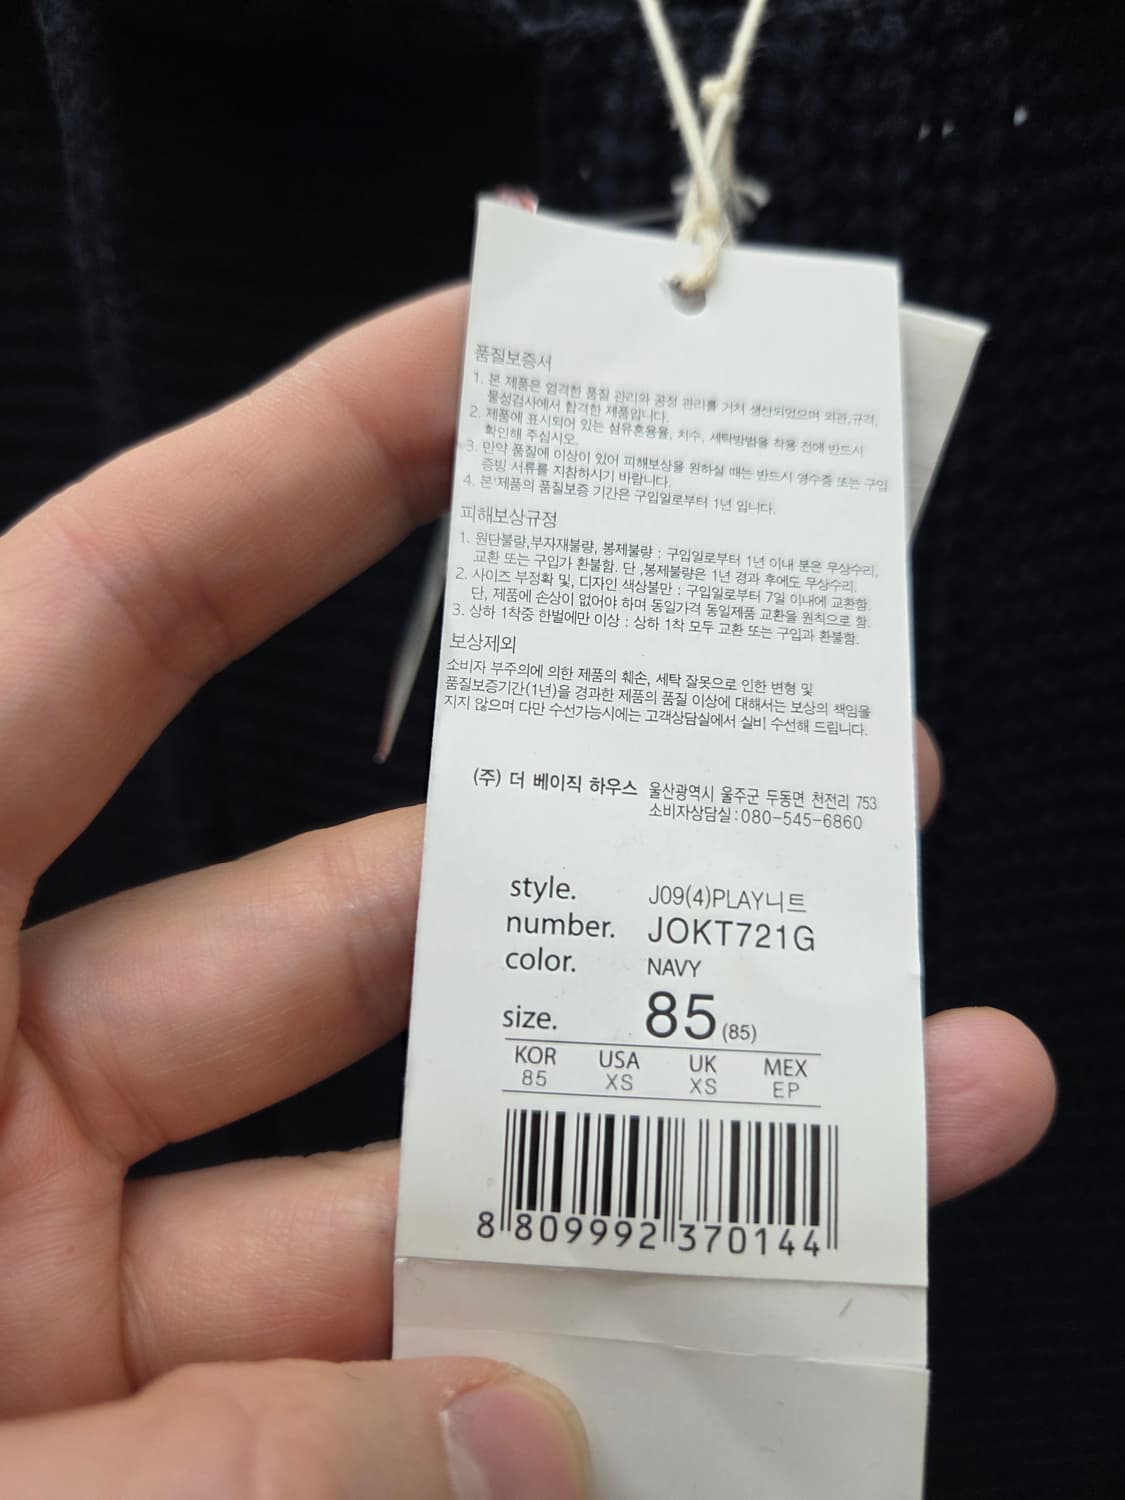 품질보증서
1. 본 제품은 엄격한 품질 관리와 공정 관리를 거쳐 생산되었으며 외관,규격,
물성검사에서 합격한 제품입니다.
2. 제품에 표시되어 있는 섬유혼용율, 치수, 세탁방법을 착용 전에 반드시
확인해 주십시오.
3. 만약 품질에 이상이 있어 피해보상을 원하실 때는 반드시 영수증 또는 구입
증빙 서류를 지참하시기 바랍니다.
4. 본 제품의 품질보증 기간은 구입일로부터 1년 입니다.
피해보상규정
1. 원단불량,부자재불량, 봉제불량 : 구입일로부터 1년 이내 분은 무상수리,
교환 또는 구입가 환불함. 단 ,봉제불량은 1년 경과 후에도 무상수리.
2. 사이즈 부정확 및, 디자인 색상불만 : 구입일로부터 7일 이내에 교환함.
단, 제품에 손상이 없어야 하며 동일가격 동일제품 교환을 원칙으로 함.
3. 상하 1착중 한벌에만 이상 : 상하 1착 모두 교환 또는 구입과 환불함.
보상제외
소비자 부주의에 의한 제품의 훼손, 세탁 잘못으로 인한 변형 및
품질보증기간(1년)을 경과한 제품의 품질 이상에 대해서는 보상의 책임을
지지 않으며 다만 수선가능시에는 고객상담실에서 실비 수선해 드립니다.
(주) 더 베이직 하우스 울산광역시 울주군 두동면 천전리 753
소비자상담실:080-545-6860
style. J09(4)PLAY니트
number. JOKT721G
color. NAVY
size. 85 (85)
KOR USA UK MEX
85 XS XS EP
8 809992 370144